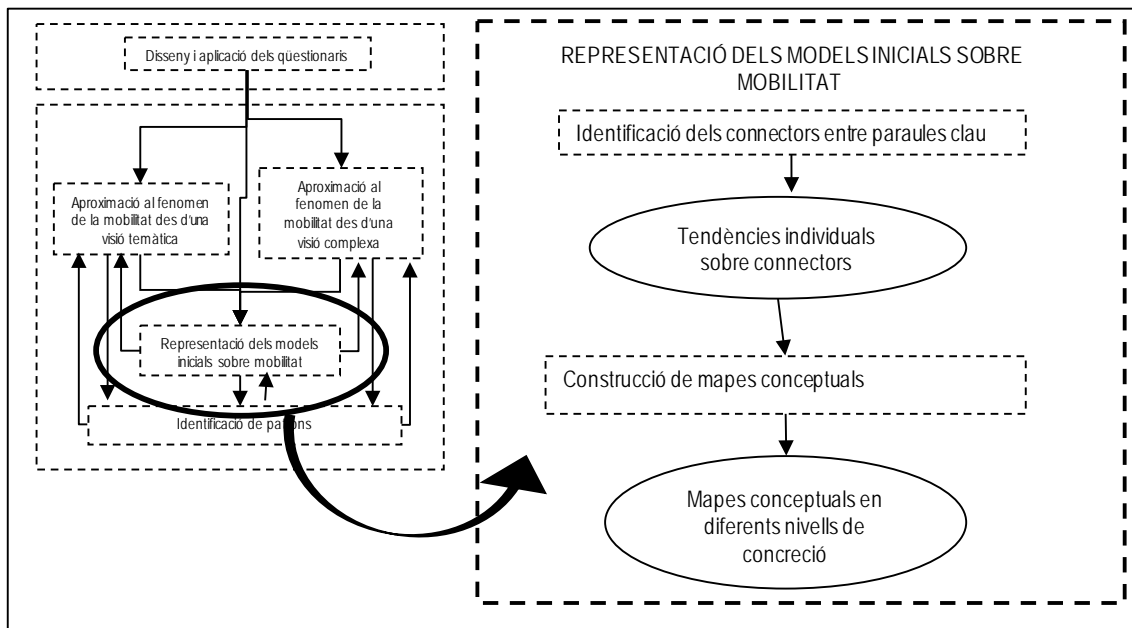 Disseny i aplicació dels qüestionaris
Aproximació al fenomen
de la mobilitat des d'una
visió temàtica
Aproximació al
fenomen de la
mobilitat des d'una
visió complexa
Representació dels models
inicials sobre mobilitat
Identificació de patrons
REPRESENTACIÓ DELS MODELS INICIALS SOBRE
MOBILITAT
Identificació dels connectors entre paraules clau
Tendències individuals
sobre connectors
Construcció de mapes conceptuals
Mapes conceptuals en
diferents nivells de
concreció